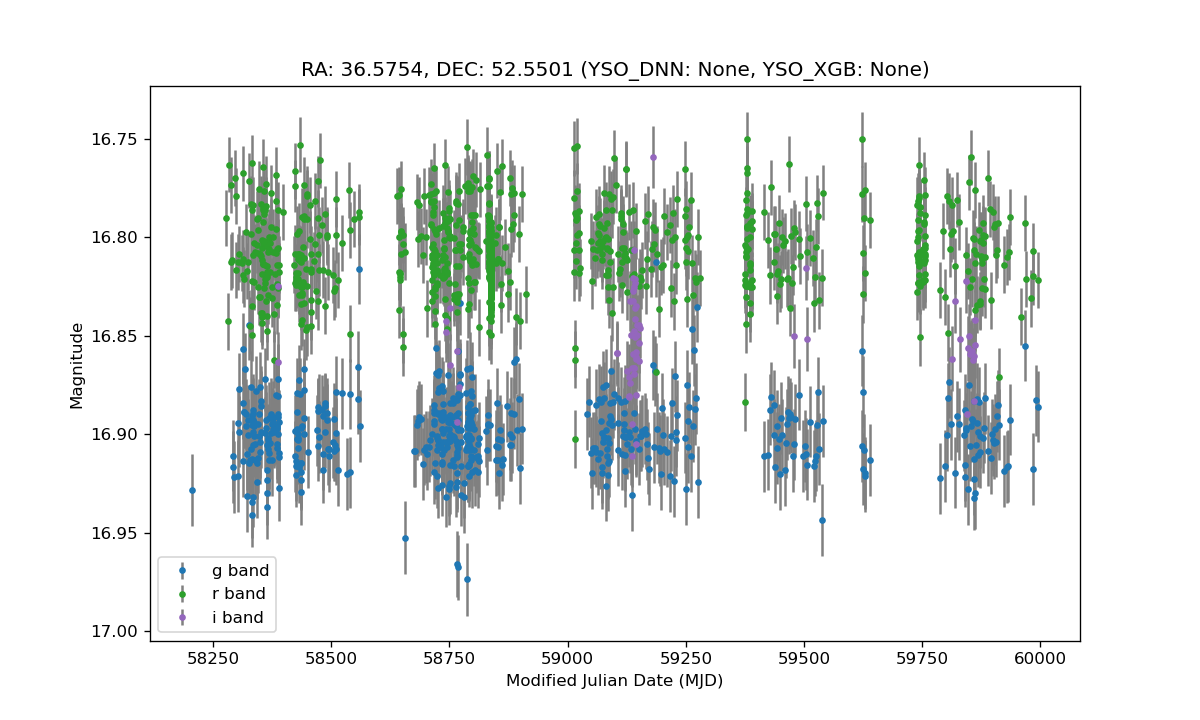 RA: 36.5754, DEC: 52.5501 (YSO_DNN: None, YSO_XGB: None)
16.75
16.80
16.85
16.90
16.95
17.00
Magnitude
g band
r band
i band
58250 58500 58750 59000 59250 59500 59750 60000
Modified Julian Date (MJD)